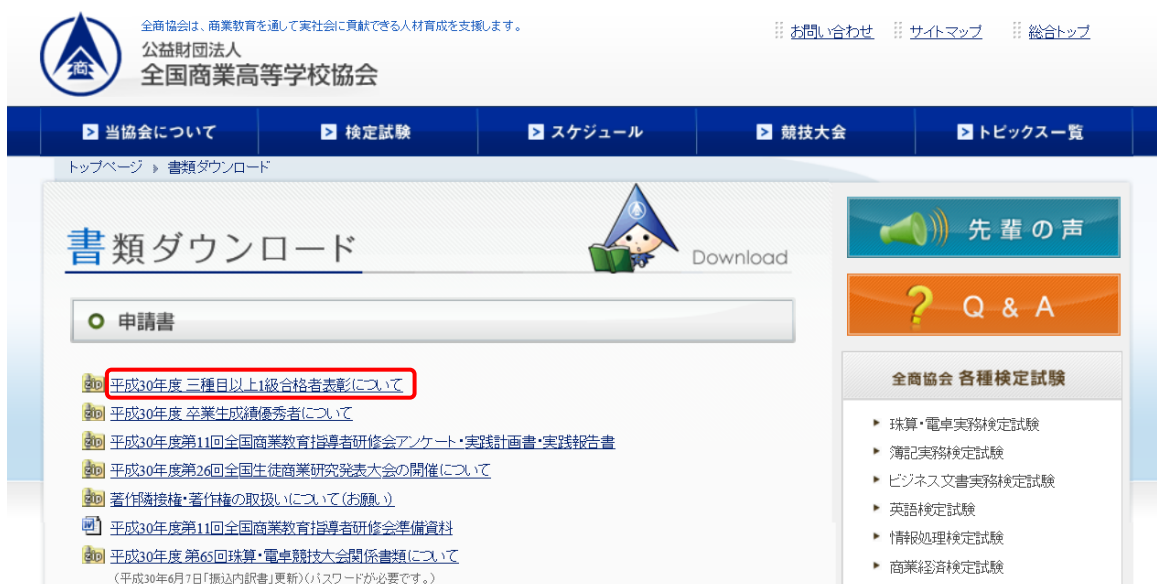 全商協会は、商業教育を通して実社会に貢献できる人材育成を支援します。
公益財団法人
全国商業高等学校協会
商
お問い合わせ
サイトマップ
総合トップ
当協会について
検定試験
スケジュール
競技大会
トピックス一覧
トップページ
書類ダウンロード
書類ダウンロード
Download
申請書
平成30年度 三種目以上1級合格者表彰について
平成30年度 卒業生成績優秀者について
平成30年度第11回全国商業教育指導者研修会アンケート・実践計画書・実践報告書
平成30年度第26回全国生徒商業研究発表大会の開催について
著作隣接権・著作権の取扱いについて(お願い)
平成30年度第11回全国商業教育指導者研修会準備資料
平成30年度 第65回珠算・電卓競技大会関係書類について
(平成30年6月7日「振込内訳書」更新)(パスワードが必要です。)
先輩の声
Q & A
全商協会 各種検定試験
珠算・電卓実務検定試験
簿記実務検定試験
ビジネス文書実務検定試験
英語検定試験
情報処理検定試験
商業経済検定試験